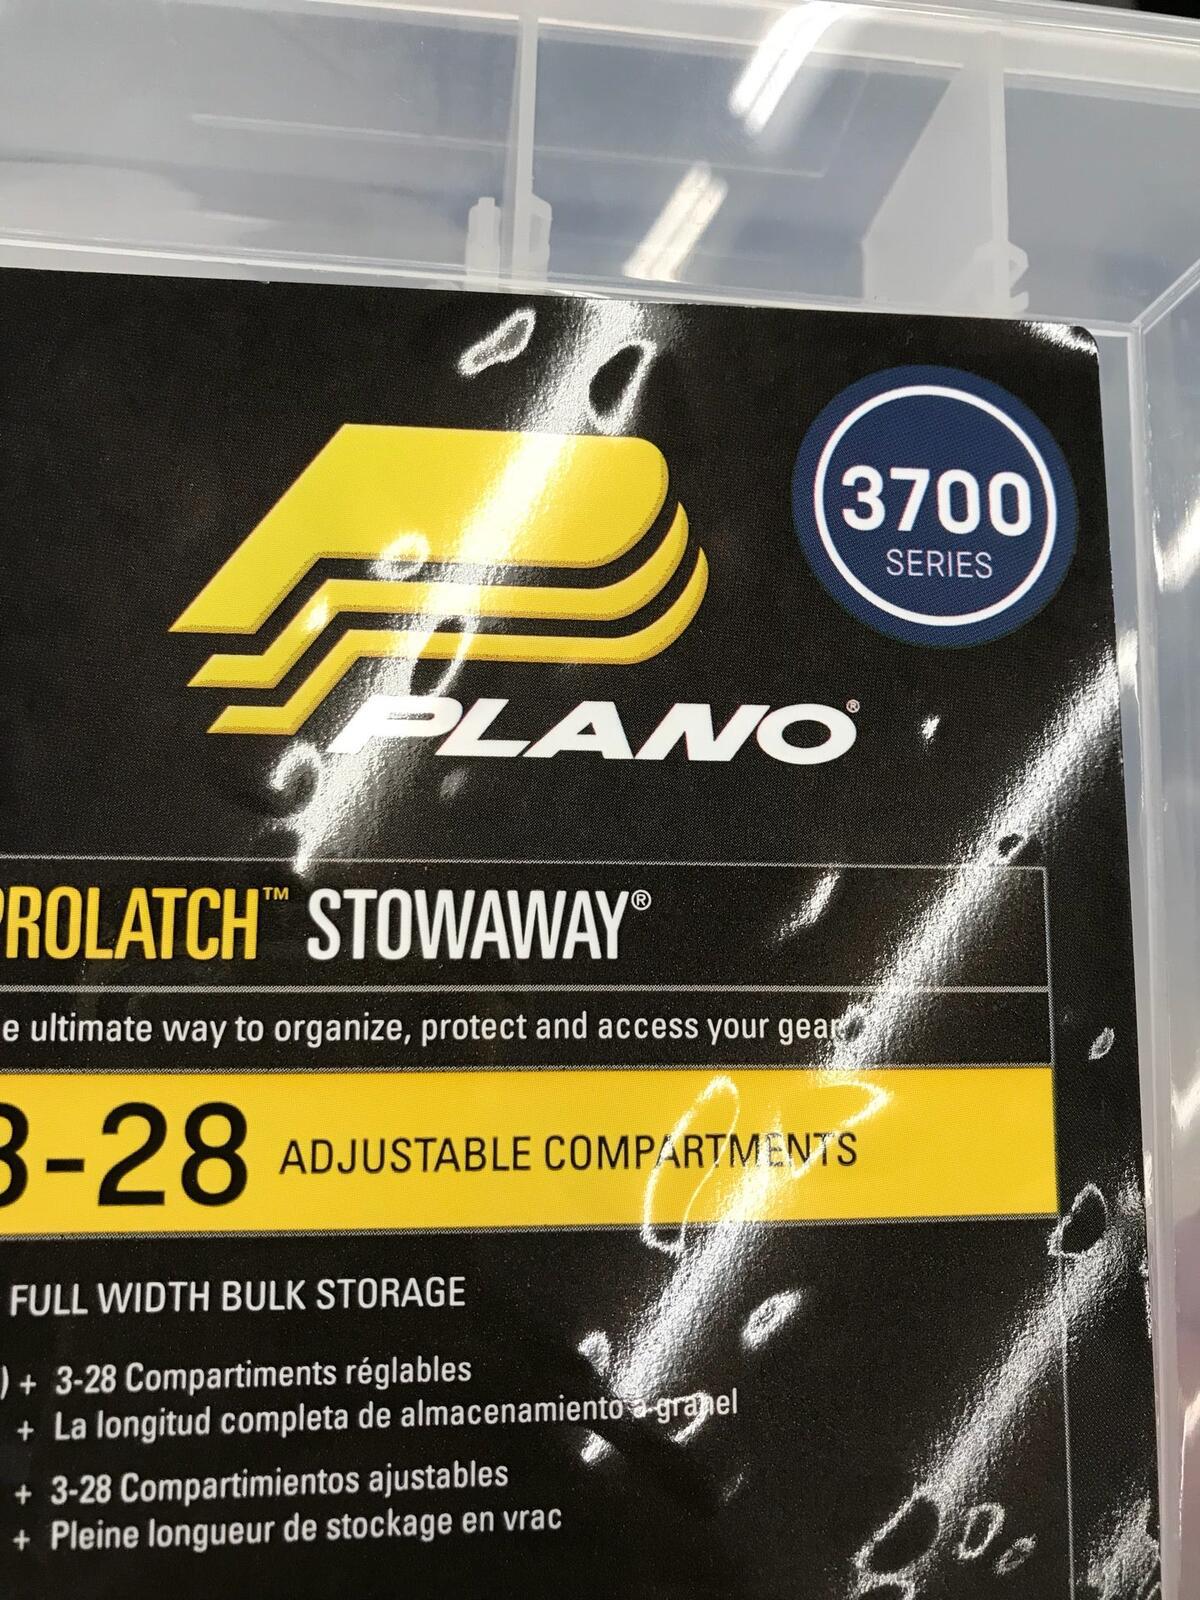 3700
SERIES
PLANO®
PROLATCH™ STOWAWAY®
ultimate way to organize, protect and access your gear
3-28 ADJUSTABLE COMPARTMENTS
FULL WIDTH BULK STORAGE
) + 3-28 Compartiments réglables
+ La longitud completa de almacenamiento a granel
+ 3-28 Compartimientos ajustables
+ Pleine longueur de stockage en vrac